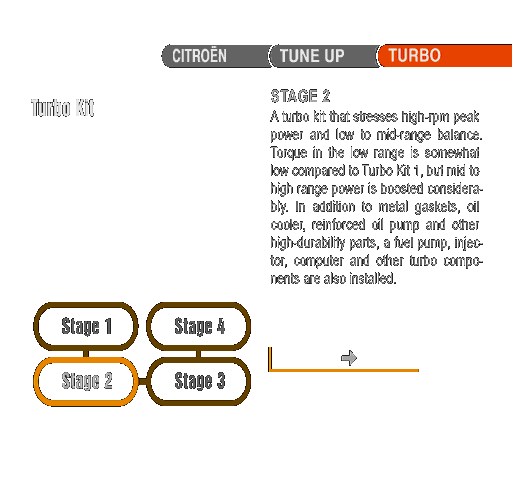 CITROËN TUNE UP TURBO
Turbo Kit
STAGE 2
A turbo kit that stresses high-rpm peak
power and low to mid-range balance.
Torque in the low range is somewhat
low compared to Turbo Kit 1, but mid to
high range power is boosted considera-
bly. In addition to metal gaskets, oil
cooler, reinforced oil pump and other
high-durability parts, a fuel pump, injec-
tor, computer and other turbo compo-
nents are also installed.
Stage 1 Stage 4
Stage 2 Stage 3